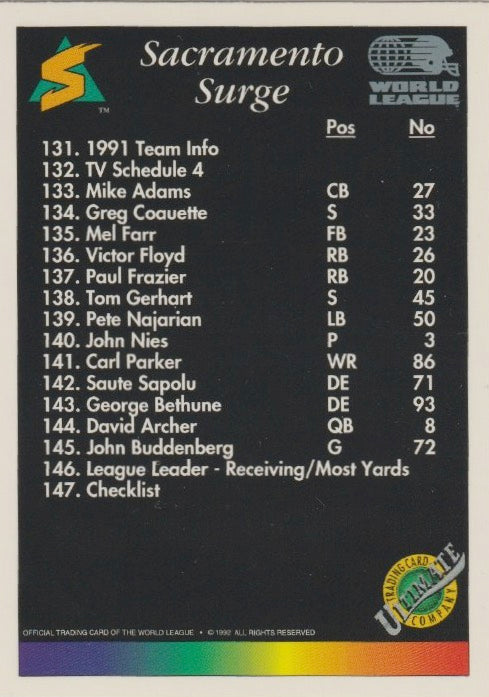 Sacramento
Surge
S
TM
WORLD
LEAGUE
Pos No
131. 1991 Team Info
132. TV Schedule 4
133. Mike Adams CB 27
134. Greg Coauette S 33
135. Mel Farr FB 23
136. Victor Floyd RB 26
137. Paul Frazier RB 20
138. Tom Gerhart S 45
139. Pete Najarian LB 50
140. John Nies P 3
141. Carl Parker WR 86
142. Saute Sapolu DE 71
143. George Bethune DE 93
144. David Archer QB 8
145. John Buddenberg G 72
146. League Leader - Receiving/Most Yards
147. Checklist
TRADING CARD
ULTIMATE
COMPANY
OFFICIAL TRADING CARD OF THE WORLD LEAGUE • © 1992 ALL RIGHTS RESERVED